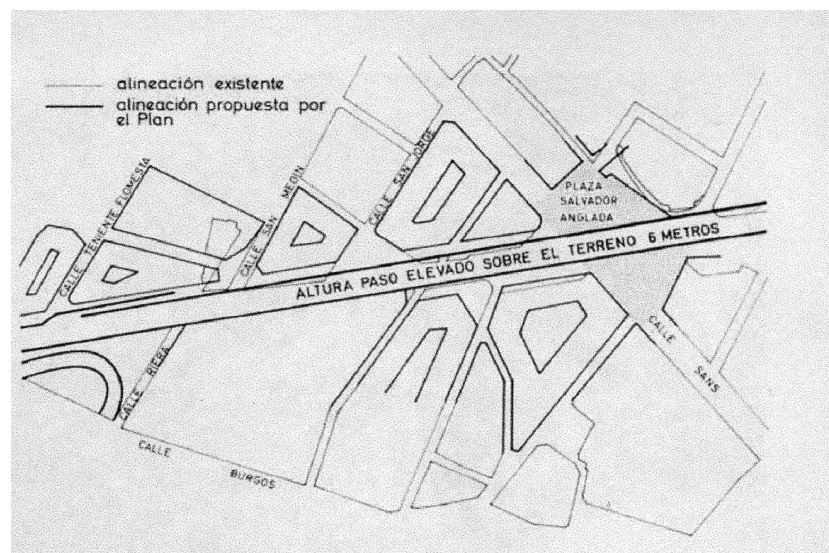 alineación existente
alineación propuesta por
el Plan
CALLE TENIENTE FLOMESTA
CALLE SAN MEDIN
CALLE SAN JORGE
PLAZA
SALVADOR
ANGLADA
ALTURA PASO ELEVADO SOBRE EL TERRENO 6 METROS
CALLE RIERA
CALLE SANS
CALLE BURGOS